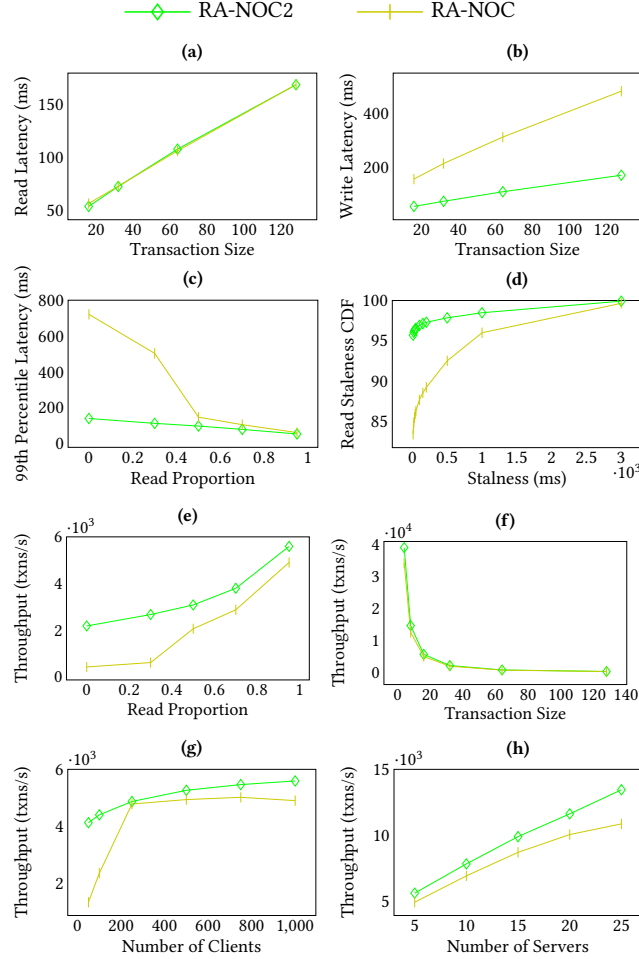 RA-NOC2 RA-NOC
(a) (b)
Read Latency (ms)
150
100
50
20 40 60 80 100 120
Transaction Size
Write Latency (ms)
400
200
20 40 60 80 100 120
Transaction Size
(c) (d)
99th Percentile Latency (ms)
800
600
400
200
0
0 0.2 0.4 0.6 0.8 1
Read Proportion
Read Staleness CDF
100
95
90
85
0 1 2 3
·10³
Stalness (ms)
(e) (f)
Throughput (txns/s)
·10³
6
4
2
0
0 0.2 0.4 0.6 0.8 1
Read Proportion
Throughput (txns/s)
·10⁴
4
3
2
1
0
0 20 40 60 80 100 120 140
Transaction Size
(g) (h)
Throughput (txns/s)
·10³
6
4
2
0 200 400 600 800 1,000
Number of Clients
Throughput (txns/s)
·10³
15
10
5
5 10 15 20 25
Number of Servers